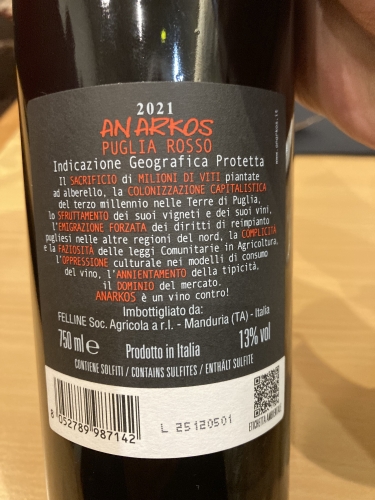 2021
ANARKOS
PUGLIA ROSSO
Indicazione Geografica Protetta
Il SACRIFICIO di MILIONI DI VITI piantate
ad alberello, la COLONIZZAZIONE CAPITALISTICA
del terzo millennio nelle Terre di Puglia,
lo SFRUTTAMENTO dei suoi vigneti e dei suoi vini,
l'EMIGRAZIONE FORZATA dei diritti di reimpianto
pugliesi nelle altre regioni del nord, la COMPLICITÀ
e la FAZIOSITÀ delle leggi Comunitarie in Agricoltura,
l'OPPRESSIONE culturale nei modelli di consumo
del vino, l'ANNIENTAMENTO della tipicità,
il DOMINIO del mercato.
ANARKOS è un vino contro!
Imbottigliato da:
FELLINE Soc. Agricola a r.l. - Manduria (TA) - Italia
750 ml e Prodotto in Italia 13% vol
CONTIENE SOLFITI / CONTAINS SULFITES / ENTHÄLT SULFITE
8 052789 987142
L 25120501
www.anarkos.it